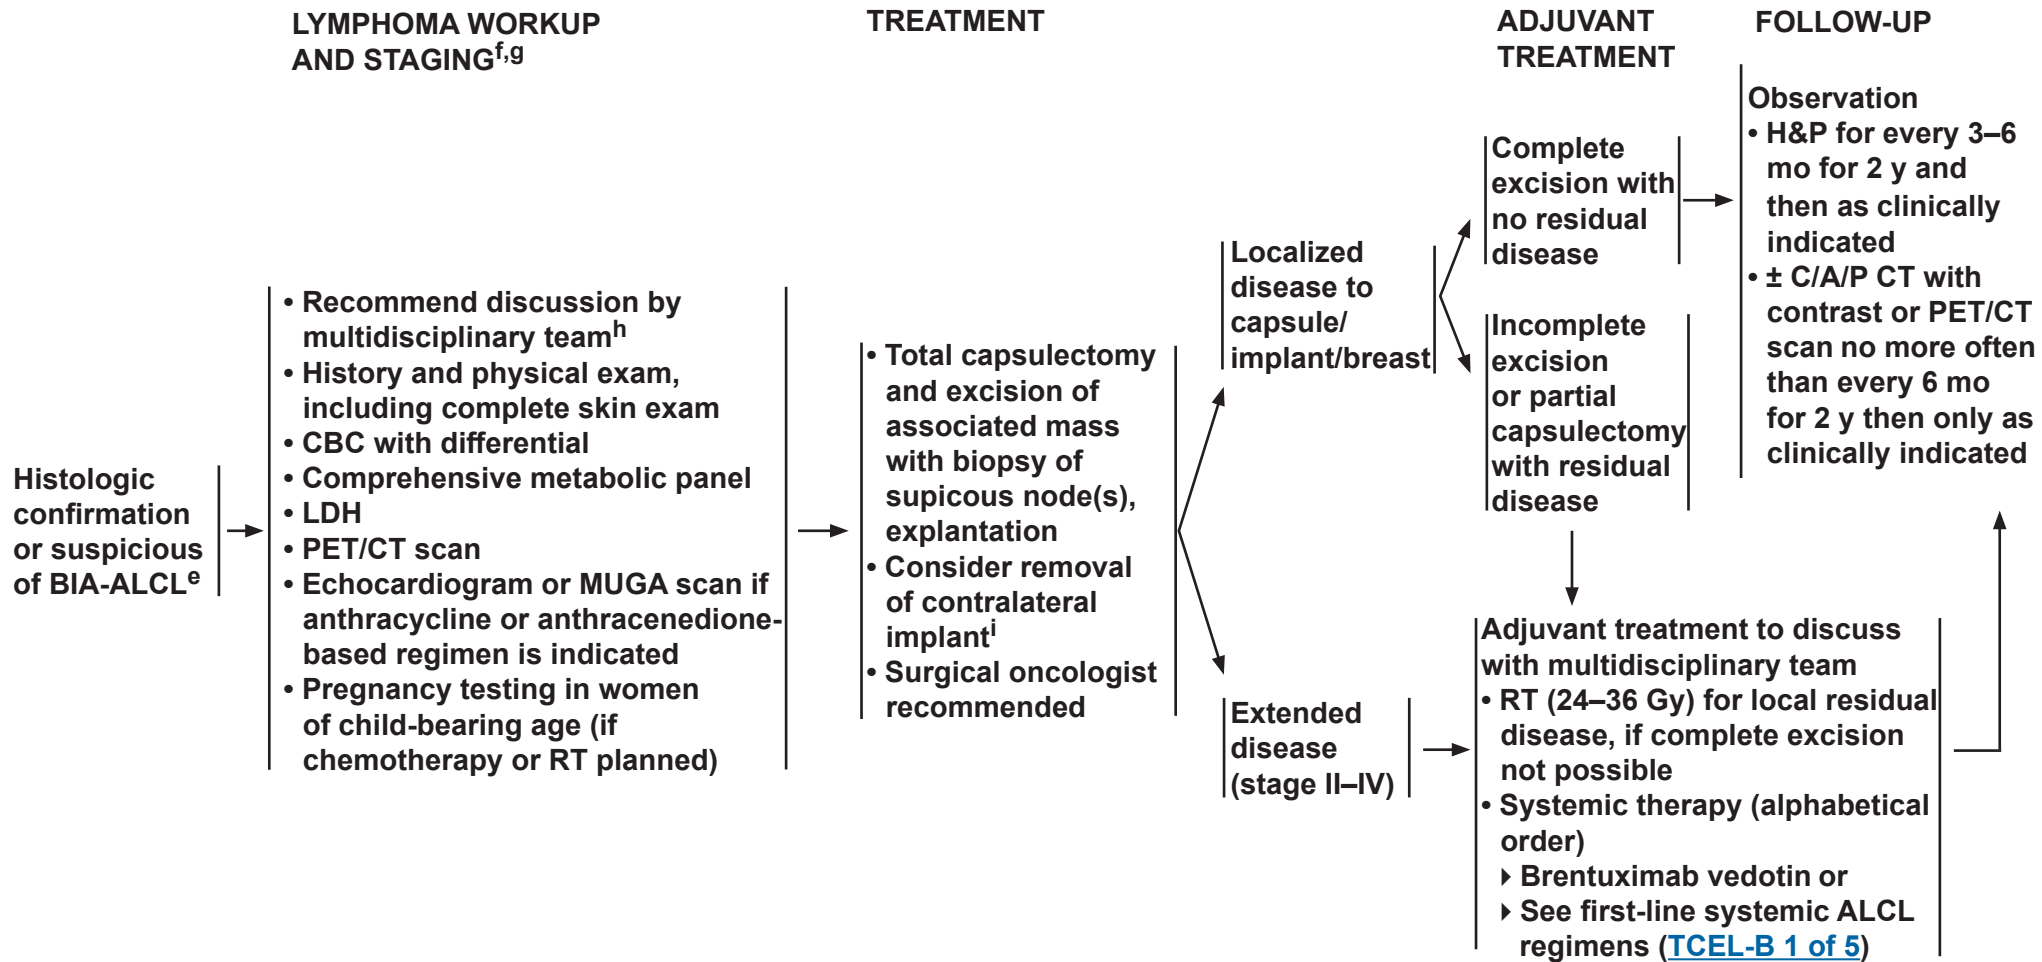 LYMPHOMA WORKUP
AND STAGINGf,g
TREATMENT
ADJUVANT
TREATMENT
FOLLOW-UP
Histologic
confirmation
or suspicious
of BIA-ALCLe
• Recommend discussion by
multidisciplinary teamh
• History and physical exam,
including complete skin exam
• CBC with differential
• Comprehensive metabolic panel
• LDH
• PET/CT scan
• Echocardiogram or MUGA scan if
anthracycline or anthracenedione-
based regimen is indicated
• Pregnancy testing in women
of child-bearing age (if
chemotherapy or RT planned)
• Total capsulectomy
and excision of
associated mass
with biopsy of
supicous node(s),
explantation
• Consider removal
of contralateral
implanti
• Surgical oncologist
recommended
Localized
disease to
capsule/
implant/breast
Extended
disease
(stage II–IV)
Complete
excision with
no residual
disease
Incomplete
excision
or partial
capsulectomy
with residual
disease
Adjuvant treatment to discuss
with multidisciplinary team
• RT (24–36 Gy) for local residual
disease, if complete excision
not possible
• Systemic therapy (alphabetical
order)
▸ Brentuximab vedotin or
▸ See first-line systemic ALCL
regimens (TCEL-B 1 of 5)
Observation
• H&P for every 3–6
mo for 2 y and
then as clinically
indicated
• ± C/A/P CT with
contrast or PET/CT
scan no more often
than every 6 mo
for 2 y then only as
clinically indicated